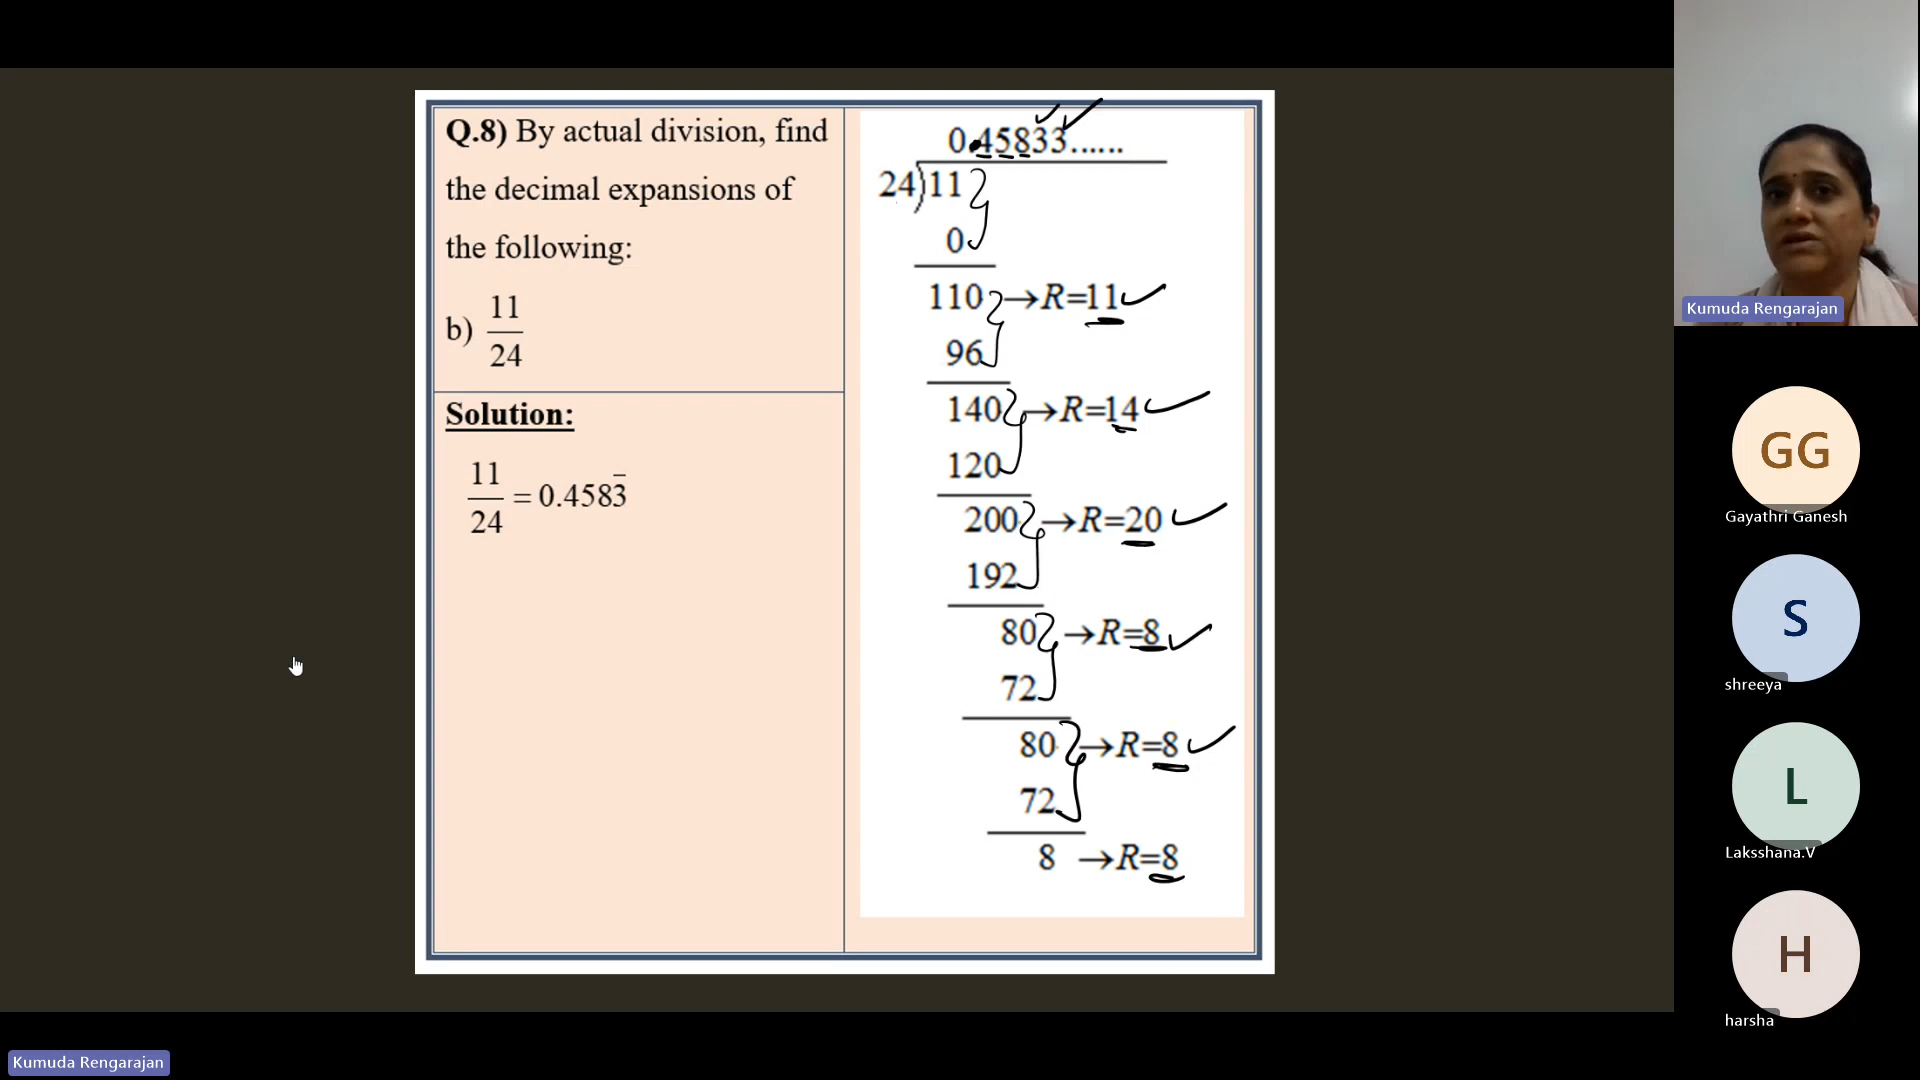 Q.8) By actual division, find
the decimal expansions of
the following:
b) 11/24
Solution:
11/24 = 0.4583̅
0.45833......
24)11
0
110 →R=11
96
140 →R=14
120
200 →R=20
192
80 →R=8
72
80 →R=8
72
8 →R=8
Kumuda Rengarajan
GG
Gayathri Ganesh
S
shreeya
L
Laksshana.V
H
harsha
Kumuda Rengarajan